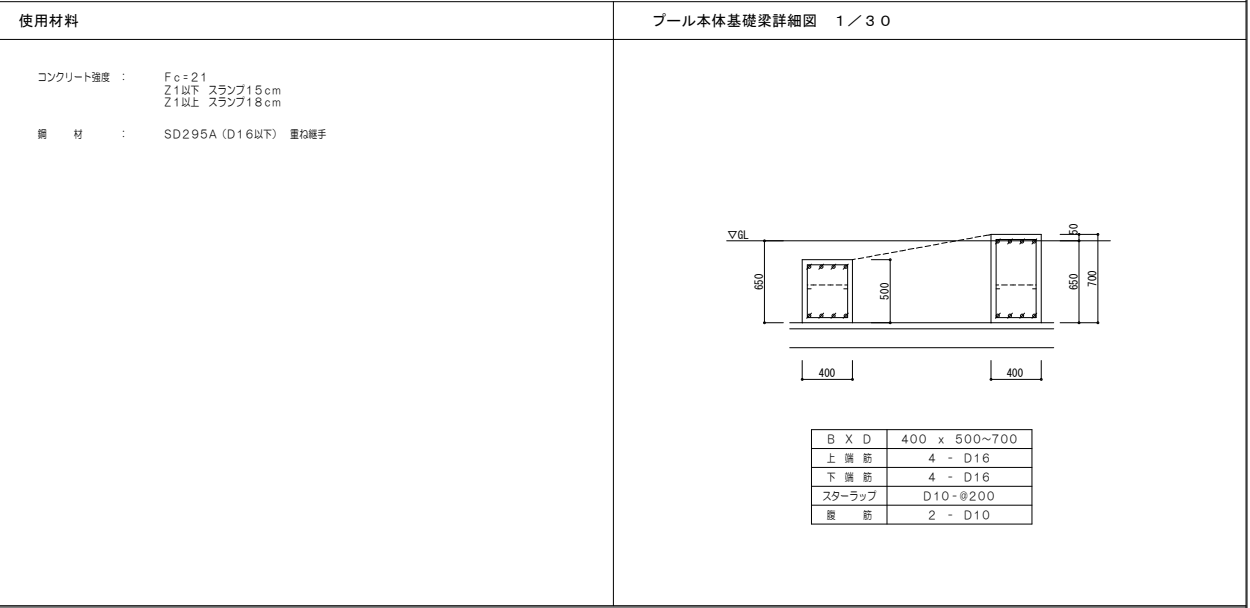 使用材料
コンクリート強度 : Fc=21
Z1以下 スランプ15cm
Z1以上 スランプ18cm
鋼 材 : SD295A(D16以下) 重ね継手
プール本体基礎梁詳細図 1/30
▽GL
50
650
500
650
700
400
400
B X D 400 x 500~700
上 端 筋 4 - D16
下 端 筋 4 - D16
スターラップ D10-@200
腹 筋 2 - D10